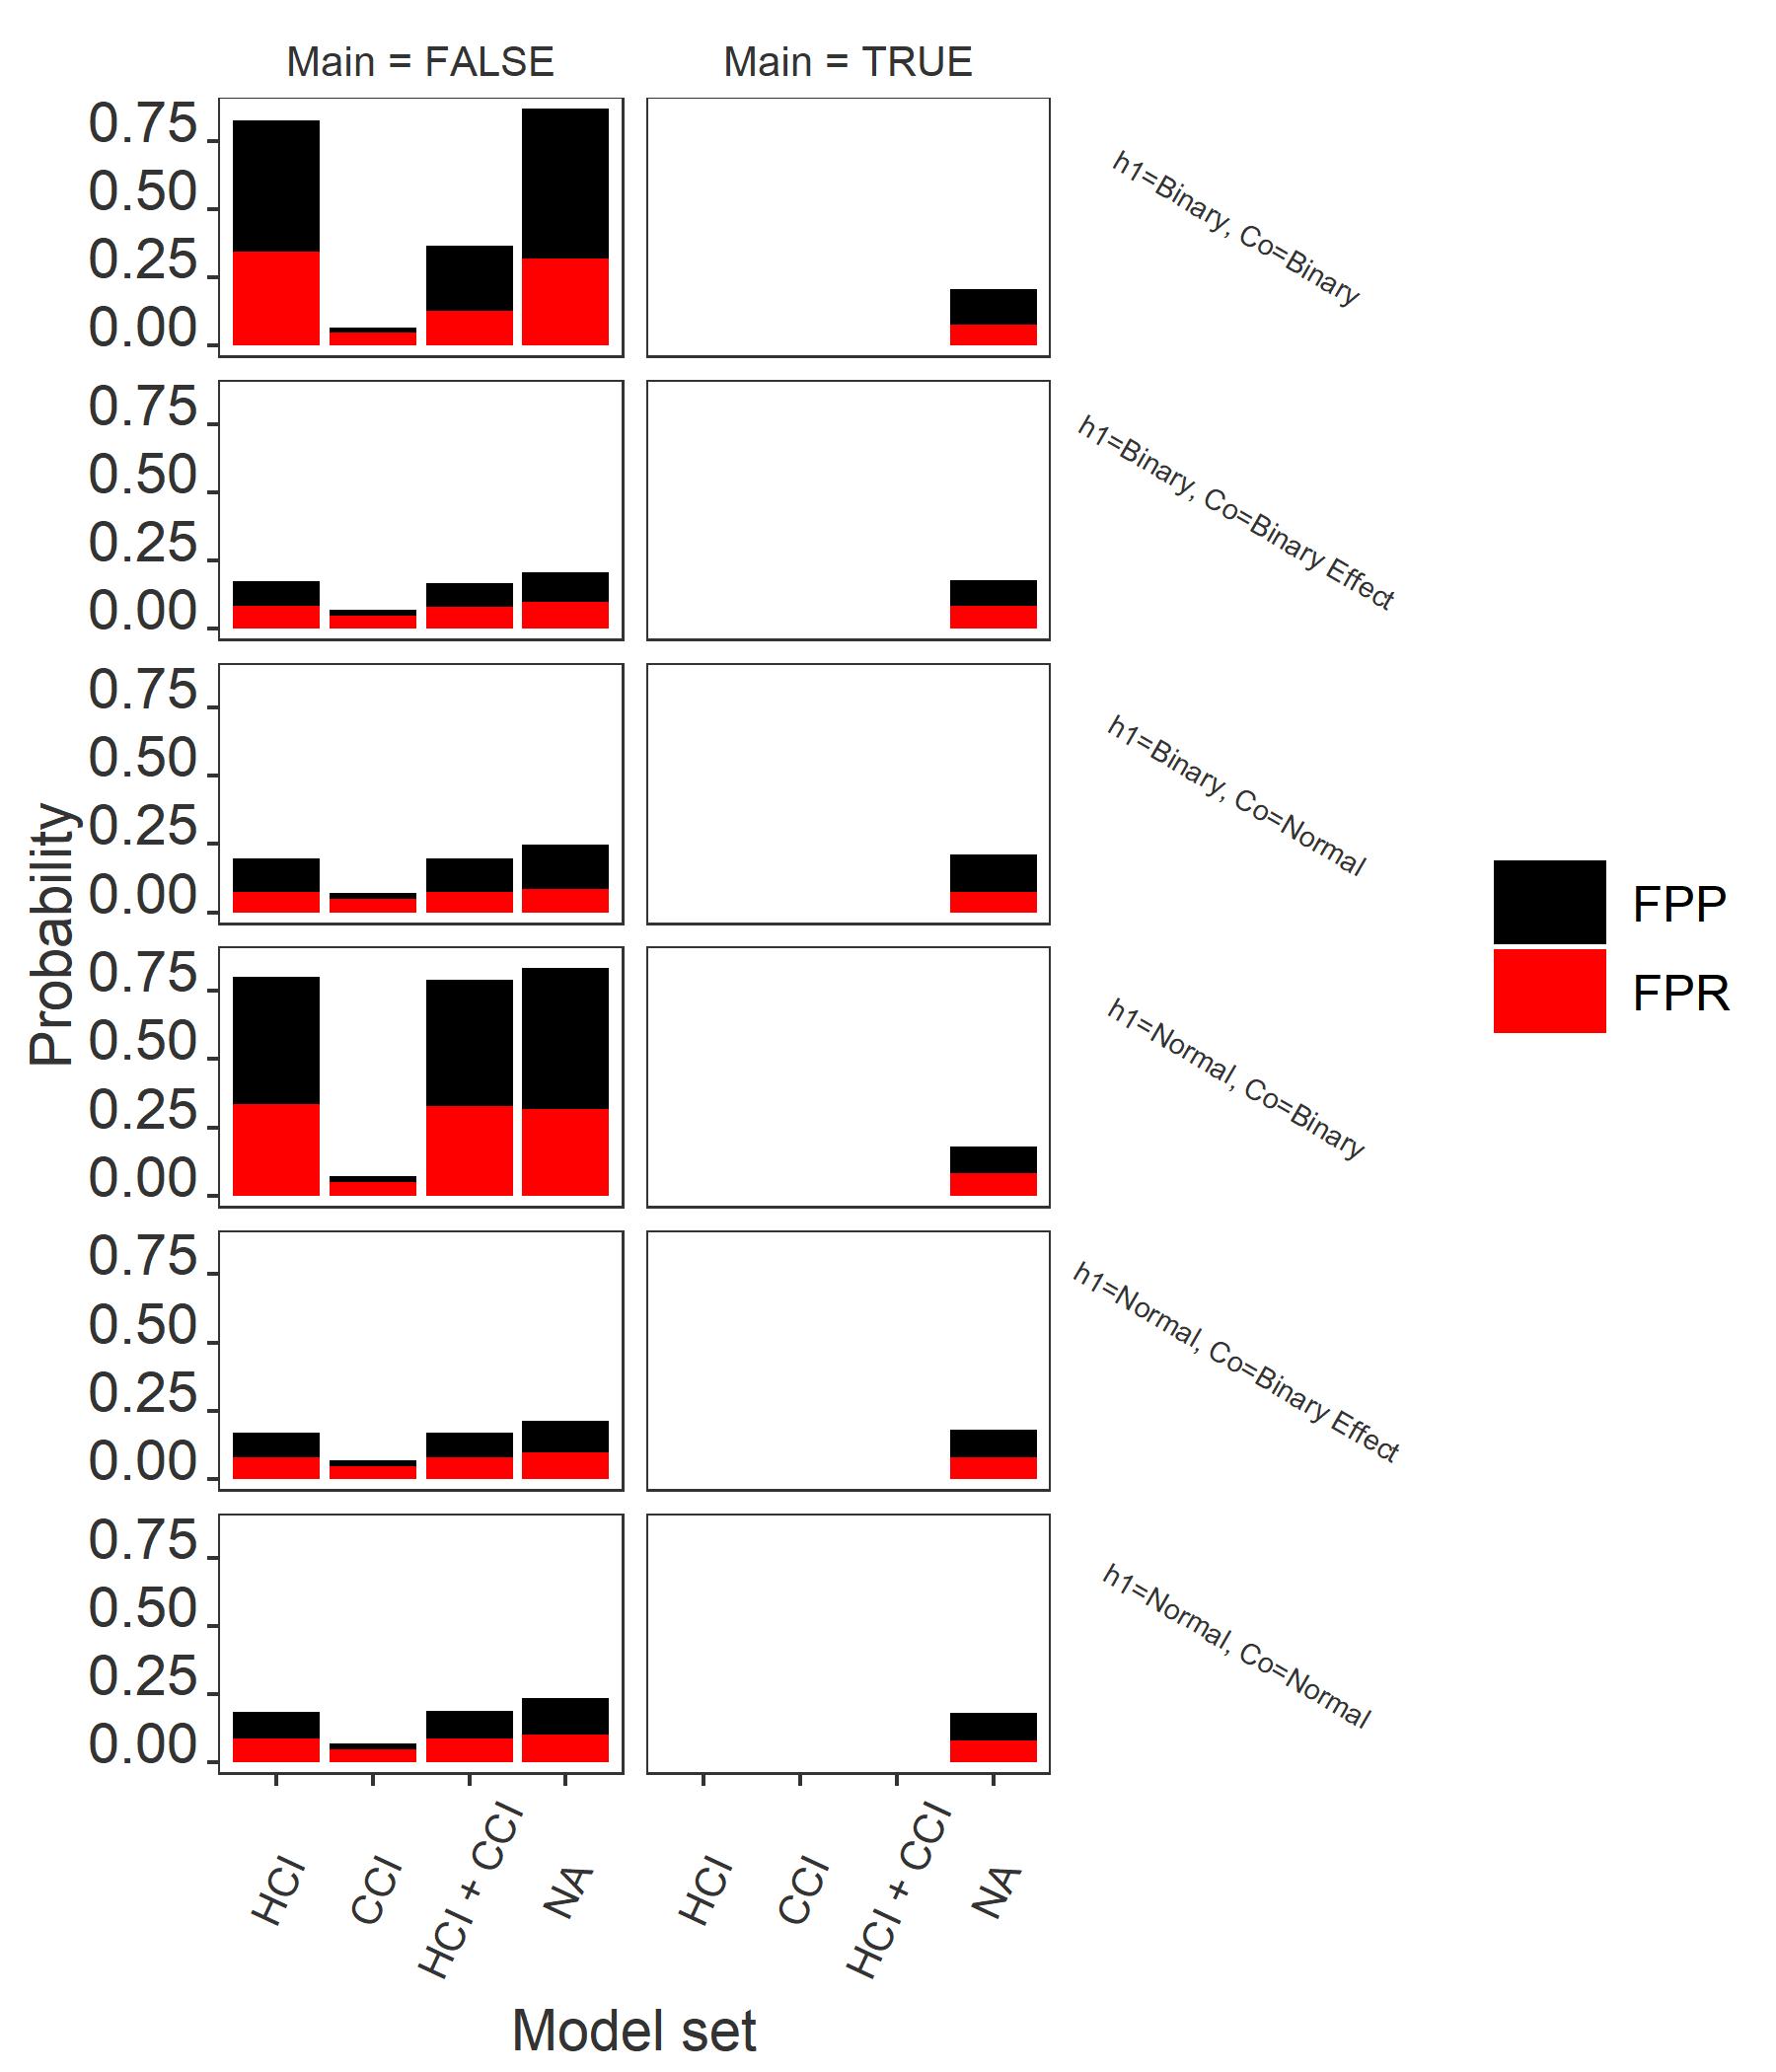 Main = FALSE
Main = TRUE
0.75
0.50
0.25
0.00
h1=Binary, Co=Binary
0.75
0.50
0.25
0.00
h1=Binary, Co=Binary Effect
0.75
0.50
0.25
0.00
h1=Binary, Co=Normal
0.75
0.50
0.25
0.00
h1=Normal, Co=Binary
0.75
0.50
0.25
0.00
h1=Normal, Co=Binary Effect
0.75
0.50
0.25
0.00
h1=Normal, Co=Normal
Probability
HCI
CCI
HCI + CCI
NA
HCI
CCI
HCI + CCI
NA
Model set
FPP
FPR